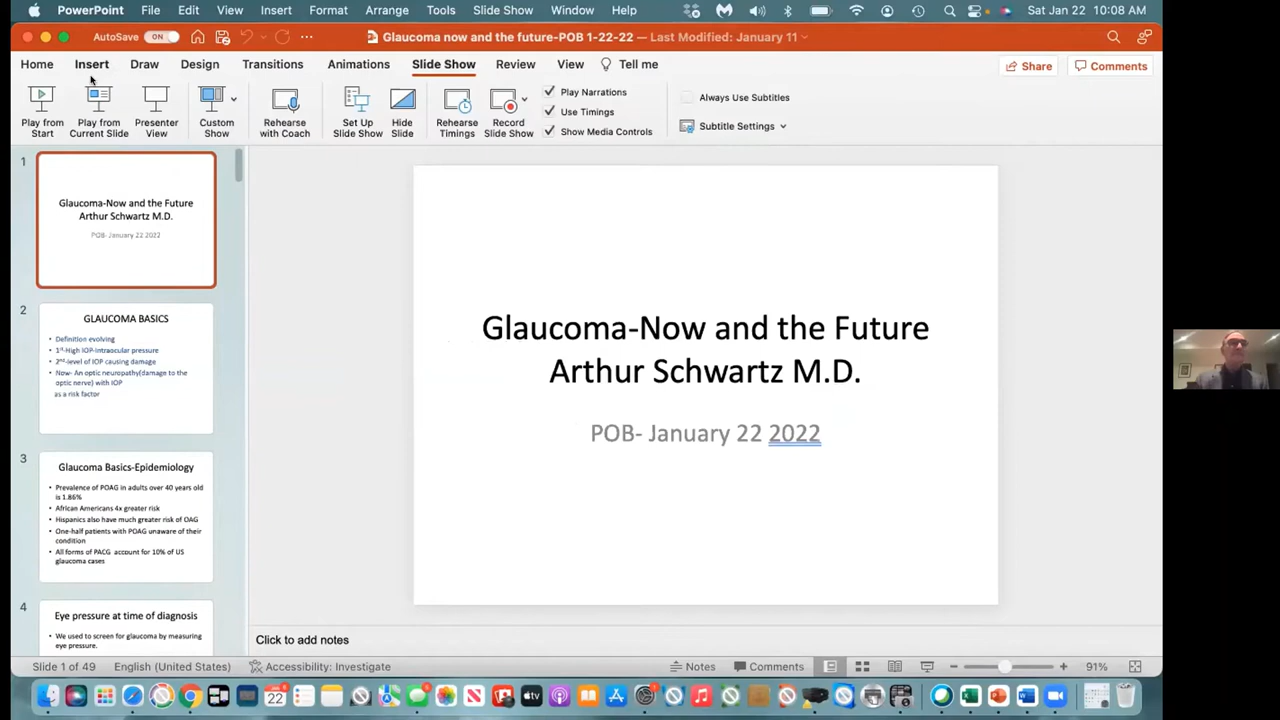 PowerPoint File Edit View Insert Format Arrange Tools Slide Show Window Help Sat Jan 22 10:08 AM
AutoSave ON Glaucoma now and the future-POB 1-22-22 — Last Modified: January 11
Home Insert Draw Design Transitions Animations Slide Show Review View Tell me Share Comments
Play from Start
Play from Current Slide
Presenter View
Custom Show
Rehearse with Coach
Set Up Slide Show
Hide Slide
Rehearse Timings
Record Slide Show
Play Narrations
Use Timings
Show Media Controls
Always Use Subtitles
Subtitle Settings
1
Glaucoma-Now and the Future
Arthur Schwartz M.D.
POB- January 22 2022
2
GLAUCOMA BASICS
• Definition evolving
• 1st-High IOP-Intraocular pressure
• 2nd-level of IOP causing damage
• Now- An optic neuropathy(damage to the
optic nerve) with IOP
as a risk factor
3
Glaucoma Basics-Epidemiology
• Prevalence of POAG in adults over 40 years old
is 1.86%
• African Americans 4x greater risk
• Hispanics also have much greater risk of OAG
• One-half patients with POAG unaware of their
condition
• All forms of PACG account for 10% of US
glaucoma cases
4
Eye pressure at time of diagnosis
• We used to screen for glaucoma by measuring
eye pressure.
Glaucoma-Now and the Future
Arthur Schwartz M.D.
POB- January 22 2022
Click to add notes
Slide 1 of 49 English (United States) Accessibility: Investigate Notes Comments 91%
22
tv